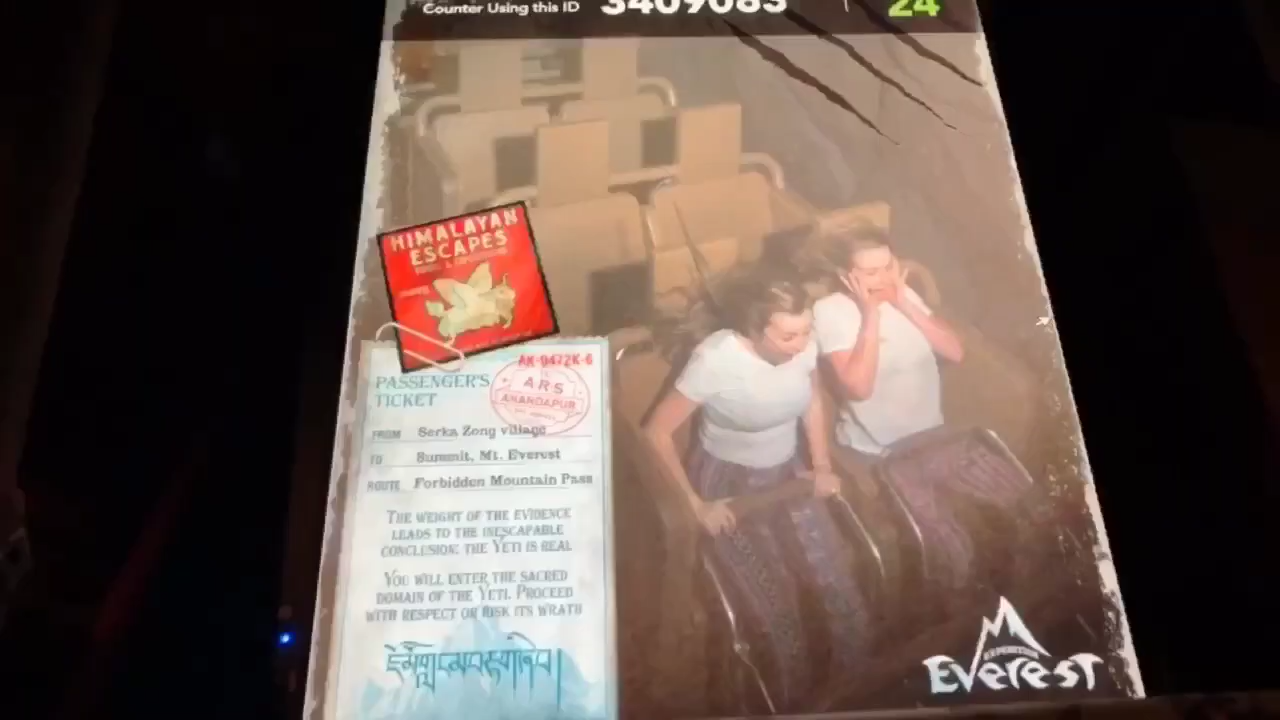 Counter Using this ID 3409083 24
HIMALAYAN
ESCAPES
AK-9472K-6
PASSENGER'S
TICKET
ARS
ANANDAPUR
FROM Serka Zong village
TO Summit, Mt. Everest
ROUTE Forbidden Mountain Pass
THE WEIGHT OF THE EVIDENCE
LEADS TO THE INESCAPABLE
CONCLUSION: THE YETI IS REAL
YOU WILL ENTER THE SACRED
DOMAIN OF THE YETI. PROCEED
WITH RESPECT OR RISK ITS WRATH
EXPEDITION
EVEREST